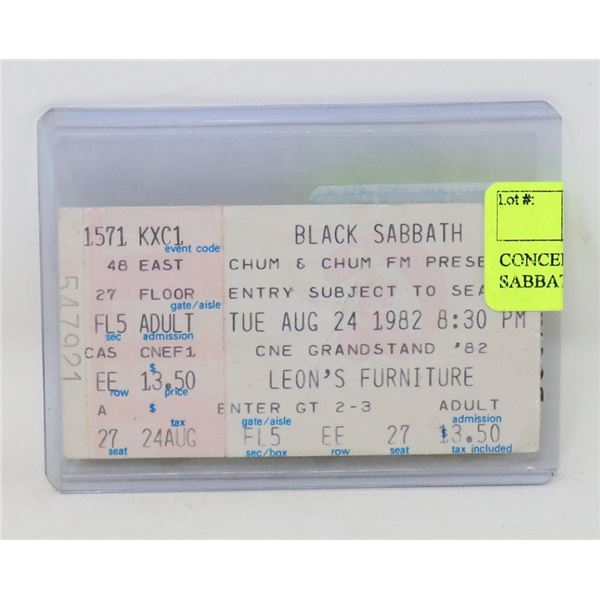 1571 KXC1
event code
48 EAST
27 FLOOR
gate/aisle
FL5 ADULT
sec/box admission
CAS CNEF1
$
EE 13.50
row price
A $
tax
27 24AUG
seat
547921
BLACK SABBATH
CHUM & CHUM FM PRESE
ENTRY SUBJECT TO SEA
TUE AUG 24 1982 8:30 PM
CNE GRANDSTAND '82
LEON'S FURNITURE
ENTER GT 2-3 ADULT
gate/aisle admission
FL5 EE 27 $ 13.50
sec/box row seat tax included
Lot #:
CONCE
SABBAT